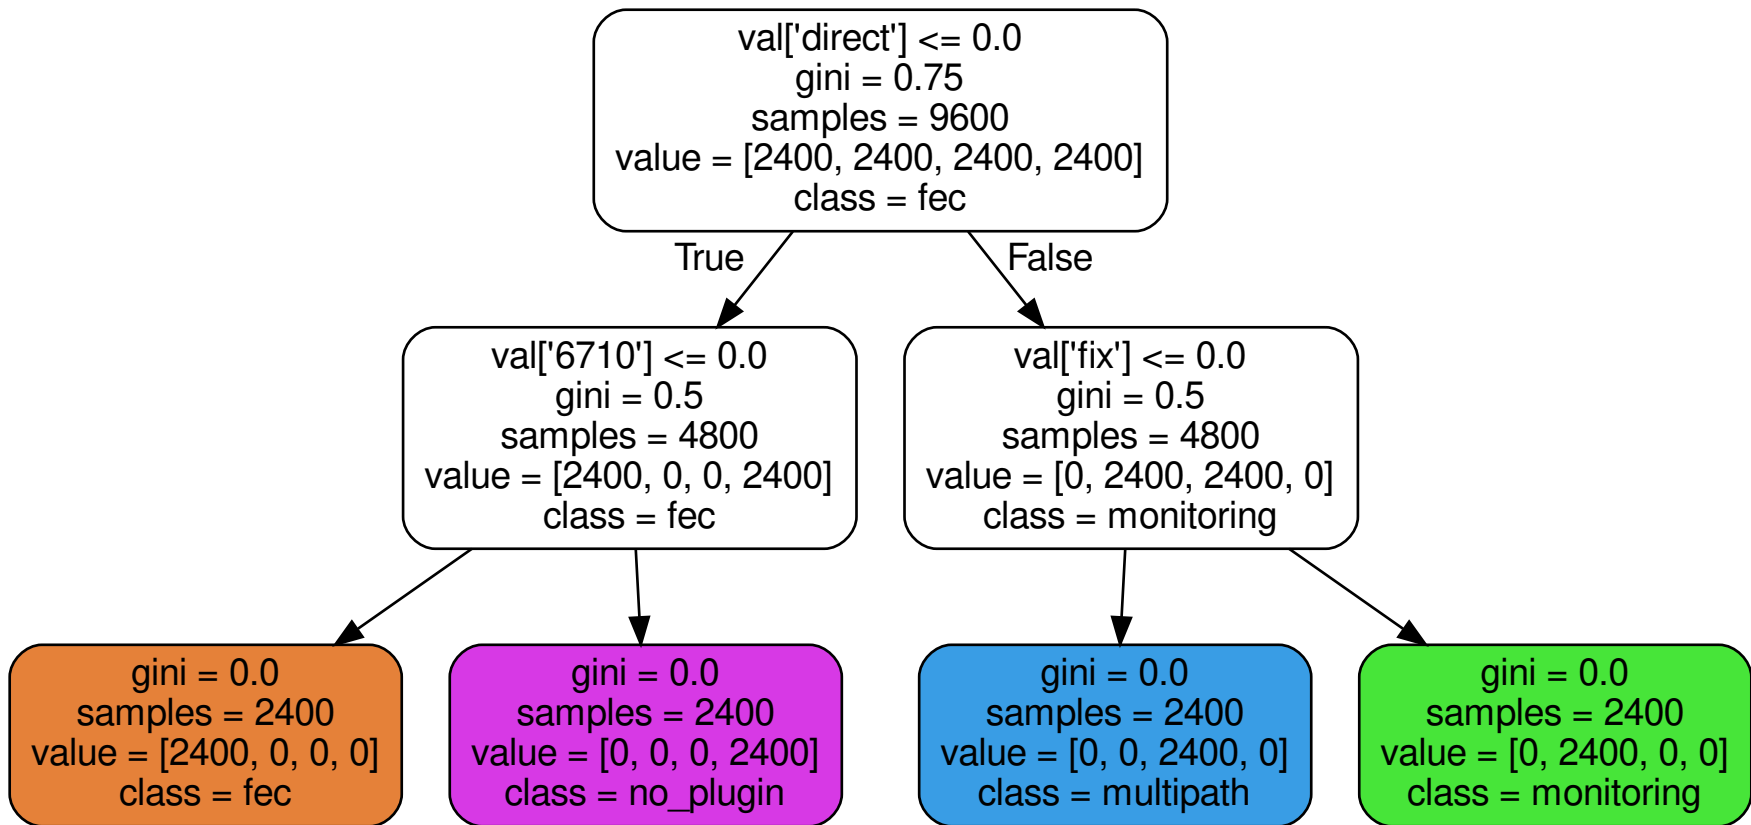 val['direct'] <= 0.0
gini = 0.75
samples = 9600
value = [2400, 2400, 2400, 2400]
class = fec
True
False
val['6710'] <= 0.0
gini = 0.5
samples = 4800
value = [2400, 0, 0, 2400]
class = fec
val['fix'] <= 0.0
gini = 0.5
samples = 4800
value = [0, 2400, 2400, 0]
class = monitoring
gini = 0.0
samples = 2400
value = [2400, 0, 0, 0]
class = fec
gini = 0.0
samples = 2400
value = [0, 0, 0, 2400]
class = no_plugin
gini = 0.0
samples = 2400
value = [0, 0, 2400, 0]
class = multipath
gini = 0.0
samples = 2400
value = [0, 2400, 0, 0]
class = monitoring